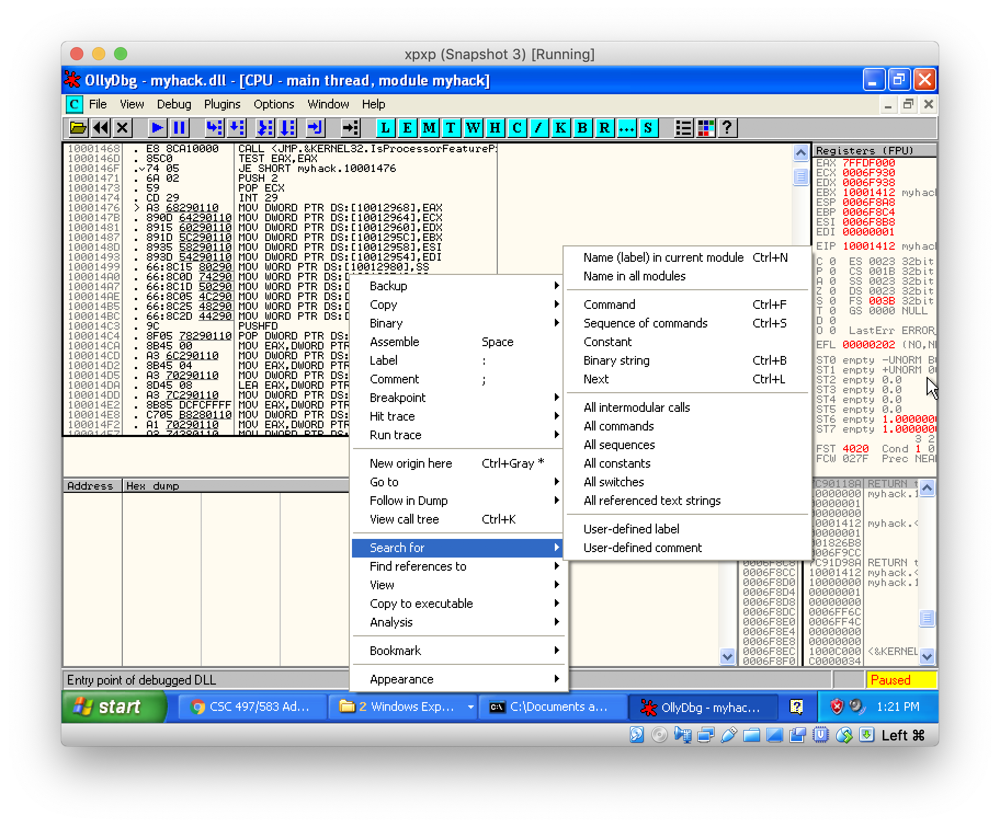 xpxp (Snapshot 3) [Running]
OllyDbg - myhack.dll - [CPU - main thread, module myhack]
C File View Debug Plugins Options Window Help
L E M T W H C / K B R ... S ?
10001468 . E8 8CA10000 CALL <JMP.&KERNEL32.IsProcessorFeatureP
1000146D . 85C0 TEST EAX,EAX
1000146F .v 74 05 JE SHORT myhack.10001476
10001471 . 6A 02 PUSH 2
10001473 . 59 POP ECX
10001474 . CD 29 INT 29
10001476 > A3 68290110 MOV DWORD PTR DS:[10012968],EAX
1000147B . 890D 64290110 MOV DWORD PTR DS:[10012964],ECX
10001481 . 8915 60290110 MOV DWORD PTR DS:[10012960],EDX
10001487 . 891D 5C290110 MOV DWORD PTR DS:[1001295C],EBX
1000148D . 8935 58290110 MOV DWORD PTR DS:[10012958],ESI
10001493 . 893D 54290110 MOV DWORD PTR DS:[10012954],EDI
10001499 . 66:8C15 80290 MOV WORD PTR DS:[10012980],SS
100014A0 . 66:8C0D 74290 MOV WORD PTR DS:
100014A7 . 66:8C1D 50290 MOV WORD PTR DS:[
100014AE . 66:8C05 4C290 MOV WORD PTR DS:[
100014B5 . 66:8C25 48290 MOV WORD PTR DS:[
100014BC . 66:8C2D 44290 MOV WORD PTR DS:[
100014C3 . 9C PUSHFD
100014C4 . 8F05 78290110 POP DWORD PTR DS:
100014CA . 8B45 00 MOV EAX,DWORD PTR
100014CD . A3 6C290110 MOV DWORD PTR DS:
100014D2 . 8B45 04 MOV EAX,DWORD PTR
100014D5 . A3 70290110 MOV DWORD PTR DS:
100014DA . 8D45 08 LEA EAX,DWORD PTR
100014DD . A3 7C290110 MOV DWORD PTR DS:
100014E2 . 8B85 DCFCFFFF MOV EAX,DWORD PTR
100014E8 . C705 B8280110 MOV DWORD PTR DS:
100014F2 . A1 70290110 MOV EAX,DWORD PTR
100014F7 . A3 74290110 MOV DWORD PTR DS:
Registers (FPU)
EAX 7FFDF000
ECX 0006F930
EDX 0006F938
EBX 10001412 myhac
ESP 0006F8A8
EBP 0006F8C4
ESI 0006F8B8
EDI 00000001
EIP 10001412 myhac
C 0 ES 0023 32bit
P 0 CS 001B 32bit
A 0 SS 0023 32bit
Z 0 DS 0023 32bit
S 0 FS 003B 32bit
T 0 GS 0000 NULL
D 0
O 0 LastErr ERROR_
EFL 00000202 (NO,N
ST0 empty -UNORM B
ST1 empty +UNORM 0
ST2 empty 0.0
ST3 empty 0.0
ST4 empty 0.0
ST5 empty 0.0
ST6 empty 1.0000000
ST7 empty 1.0000000
3 2
FST 4020 Cond 1 0
FCW 027F Prec NEA
Backup
Copy
Binary
Assemble Space
Label :
Comment ;
Breakpoint
Hit trace
Run trace
New origin here Ctrl+Gray *
Go to
Follow in Dump
View call tree Ctrl+K
Search for
Find references to
View
Copy to executable
Analysis
Bookmark
Appearance
Name (label) in current module Ctrl+N
Name in all modules
Command Ctrl+F
Sequence of commands Ctrl+S
Constant
Binary string Ctrl+B
Next Ctrl+L
All intermodular calls
All commands
All sequences
All constants
All switches
All referenced text strings
User-defined label
User-defined comment
Address Hex dump
7C90118A RETURN t
0000000 myhack.1
0000001
0000000
0001412 myhack.<
0000001
001826B8
0006F9CC
0006F8C8 7C91D98A RETURN t
0006F8CC 10001412 myhack.<
0006F8D0 10000000 myhack.1
0006F8D4 00000001
0006F8D8 00000000
0006F8DC 0006FF6C
0006F8E0 0006FF4C
0006F8E4 00000000
0006F8E8 00000000
0006F8EC 1000C000 <&KERNEL
0006F8F0 C0000034
Entry point of debugged DLL
Paused
start
CSC 497/583 Ad...
2 Windows Exp...
C:\Documents a...
OllyDbg - myhac...
1:21 PM
Left ⌘